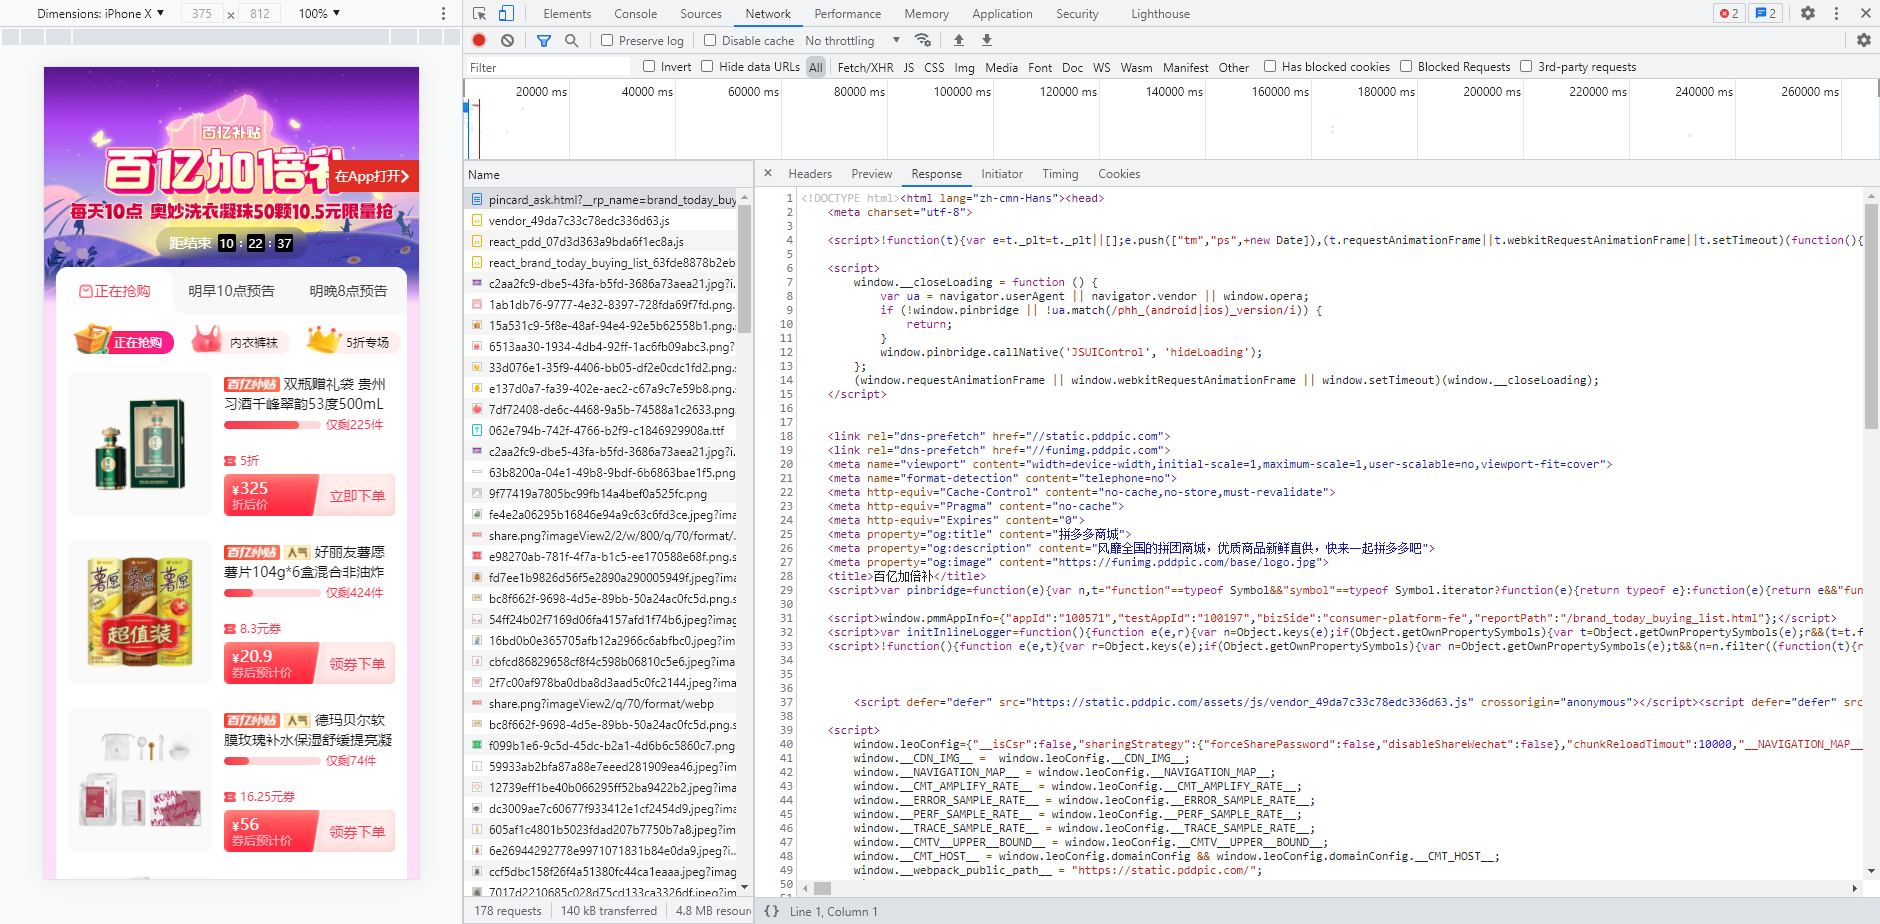 Dimensions: iPhone X ▼ 375 × 812 100% ▼
Elements Console Sources Network Performance Memory Application Security Lighthouse 2 2
Preserve log Disable cache No throttling
Filter Invert Hide data URLs All Fetch/XHR JS CSS Img Media Font Doc WS Wasm Manifest Other Has blocked cookies Blocked Requests 3rd-party requests
20000 ms 40000 ms 60000 ms 80000 ms 100000 ms 120000 ms 140000 ms 160000 ms 180000 ms 200000 ms 220000 ms 240000 ms 260000 ms
百亿补贴
百亿加倍补
在App打开
每天10点 奥妙洗衣凝珠50颗10.5元限量抢
距结束 10 : 22 : 37
正在抢购 明早10点预告 明晚8点预告
正在抢购 内衣裤袜 5折专场
百亿补贴 双瓶赠礼袋 贵州
习酒千峰翠韵53度500mL
仅剩225件
5折
¥325
折后价
立即下单
百亿补贴 人气 好丽友薯愿
薯片104g*6盒混合非油炸
仅剩424件
薯愿
超值装
8.3元券
¥20.9
券后预计价
领券下单
百亿补贴 人气 德玛贝尔软
膜玫瑰补水保湿舒缓提亮凝
仅剩74件
16.25元券
¥56
券后预计价
领券下单
Name
pincard_ask.html?__rp_name=brand_today_buy
vendor_49da7c33c78edc336d63.js
react_pdd_07d3d363a9bda6f1ec8a.js
react_brand_today_buying_list_63fde8878b2eb
c2aa2fc9-dbe5-43fa-b5fd-3686a73aea21.jpg?i...
1ab1db76-9777-4e32-8397-728fda69f7fd.png.
15a531c9-5f8e-48af-94e4-92e5b62558b1.png.s
6513aa30-1934-4db4-92ff-1ac6fb09abc3.png?
33d076e1-35f9-4406-bb05-df2e0cdc1fd2.png.s
e137d0a7-fa39-402e-aec2-c67a9c7e59b8.png.s
7df72408-de6c-4468-9a5b-74588a1c2633.png.
062e794b-742f-4766-b2f9-c1846929908a.ttf
c2aa2fc9-dbe5-43fa-b5fd-3686a73aea21.jpg?i...
63b8200a-04e1-49b8-9bdf-6b6863bae1f5.png
9f77419a7805bc99fb14a4bef0a525fc.png
fe4e2a06295b16846e94a9c63c6fd3ce.jpeg?ima
share.png?imageView2/2/w/800/q/70/format/.
e98270ab-781f-4f7a-b1c5-ee170588e68f.png.s
fd7ee1b9826d56f5e2890a290005949f.jpeg?ima
bc8f662f-9698-4d5e-89bb-50a24ac0fc5d.png.s
54ff24b02f7169d06fa4157afd1f74b6.jpeg?imag
16bd0b0e365705afb12a2966c6abfbc0.jpeg?im
cbfcd86829658cf8f4c598b06810c5e6.jpeg?ima
2f7c00af978ba0dba8d3aad5c0fc2144.jpeg?ima
share.png?imageView2/q/70/format/webp
bc8f662f-9698-4d5e-89bb-50a24ac0fc5d.png.s
f099b1e6-9c5d-45dc-b2a1-4d6b6c5860c7.png
59933ab2bfa87a88e7eeed281909ea46.jpeg?im
12739eff1be40b066295ff52ba9422b2.jpeg?ima
dc3009ae7c60677f933412e1cf2454d9.jpeg?ima
605af1c4801b5023fdad207b7750b7a8.jpeg?im
6e26944292778e9971071831b84e0da9.jpeg?i...
ccf5dbc158f26f4a51380fc44ca1eaaa.jpeg?imag
7017d2210685c028d75cd133ca3326df.jpeg?ima
178 requests 140 kB transferred 4.8 MB resour
Headers Preview Response Initiator Timing Cookies
1 <!DOCTYPE html><html lang="zh-cmn-Hans"><head>
2 <meta charset="utf-8">
3
4 <script>!function(t){var e=t._plt=t._plt||[];e.push(["tm","ps",+new Date]),(t.requestAnimationFrame||t.webkitRequestAnimationFrame||t.setTimeout)(function(){
5
6 <script>
7 window.__closeLoading = function () {
8 var ua = navigator.userAgent || navigator.vendor || window.opera;
9 if (!window.pinbridge || !ua.match(/phh_(android|ios)_version/i)) {
10 return;
11 }
12 window.pinbridge.callNative('JSUIControl', 'hideLoading');
13 };
14 (window.requestAnimationFrame || window.webkitRequestAnimationFrame || window.setTimeout)(window.__closeLoading);
15 </script>
16
17
18 <link rel="dns-prefetch" href="//static.pddpic.com">
19 <link rel="dns-prefetch" href="//funimg.pddpic.com">
20 <meta name="viewport" content="width=device-width,initial-scale=1,maximum-scale=1,user-scalable=no,viewport-fit=cover">
21 <meta name="format-detection" content="telephone=no">
22 <meta http-equiv="Cache-Control" content="no-cache,no-store,must-revalidate">
23 <meta http-equiv="Pragma" content="no-cache">
24 <meta http-equiv="Expires" content="0">
25 <meta property="og:title" content="拼多多商城">
26 <meta property="og:description" content="风靡全国的拼团商城，优质商品新鲜直供，快来一起拼多多吧">
27 <meta property="og:image" content="https://funimg.pddpic.com/base/logo.jpg">
28 <title>百亿加倍补</title>
29 <script>var pinbridge=function(e){var n,t="function"==typeof Symbol&&"symbol"==typeof Symbol.iterator?function(e){return typeof e}:function(e){return e&&"fun
30
31 <script>window.pmmAppInfo={"appId":"100571","testAppId":"100197","bizSide":"consumer-platform-fe","reportPath":"/brand_today_buying_list.html"};</script>
32 <script>var initInlineLogger=function(){function e(e,r){var n=Object.keys(e);if(Object.getOwnPropertySymbols){var t=Object.getOwnPropertySymbols(e);r&&(t=t.f
33 <script>!function(){function e(e,t){var r=Object.keys(e);if(Object.getOwnPropertySymbols){var n=Object.getOwnPropertySymbols(e);t&&(n=n.filter((function(t){r
34
35
36
37 <script defer="defer" src="https://static.pddpic.com/assets/js/vendor_49da7c33c78edc336d63.js" crossorigin="anonymous"></script><script defer="defer" src
38
39 <script>
40 window.leoConfig={"__isCsr":false,"sharingStrategy":{"forceSharePassword":false,"disableShareWechat":false},"chunkReloadTimout":10000,"__NAVIGATION_MAP__
41 window.__CDN_IMG__ = window.leoConfig.__CDN_IMG__;
42 window.__NAVIGATION_MAP__ = window.leoConfig.__NAVIGATION_MAP__;
43 window.__CMT_AMPLIFY_RATE__ = window.leoConfig.__CMT_AMPLIFY_RATE__;
44 window.__ERROR_SAMPLE_RATE__ = window.leoConfig.__ERROR_SAMPLE_RATE__;
45 window.__PERF_SAMPLE_RATE__ = window.leoConfig.__PERF_SAMPLE_RATE__;
46 window.__TRACE_SAMPLE_RATE__ = window.leoConfig.__TRACE_SAMPLE_RATE__;
47 window.__CMTV__UPPER__BOUND__ = window.leoConfig.__CMTV__UPPER__BOUND__;
48 window.__CMT_HOST__ = window.leoConfig.domainConfig && window.leoConfig.domainConfig.__CMT_HOST__;
49 window.__webpack_public_path__ = "https://static.pddpic.com/";
50
{} Line 1, Column 1